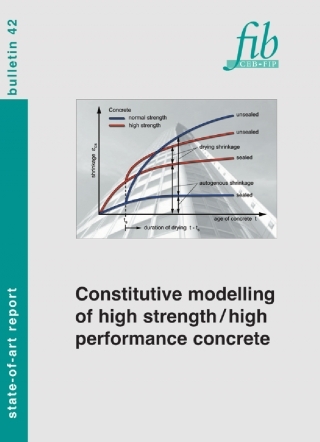 bulletin 42
fib
CEB-FIP
Concrete
normal strength
high strength
unsealed
unsealed
drying shrinkage
sealed
autogenous shrinkage
sealed
shrinkage
age of concrete t
duration of drying t - tₛ
state-of-art report
Constitutive modelling
of high strength/high
performance concrete